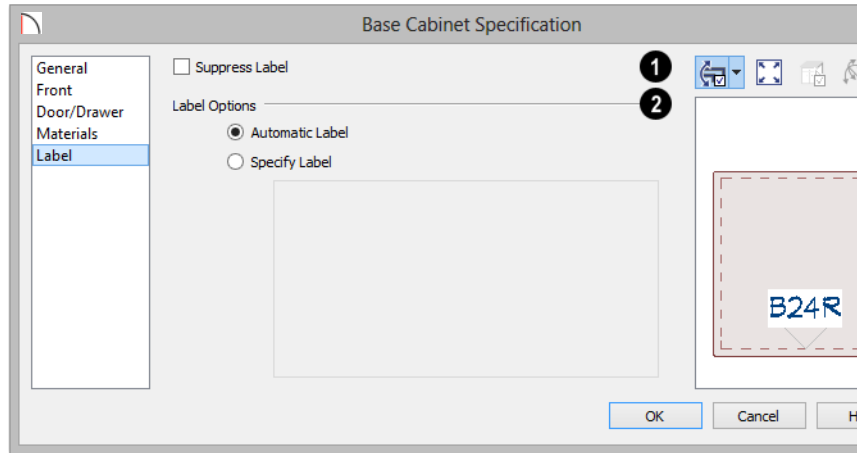 Base Cabinet Specification
General
Front
Door/Drawer
Materials
Label
Suppress Label
1
Label Options
2
Automatic Label
Specify Label
B24R
OK
Cancel
H